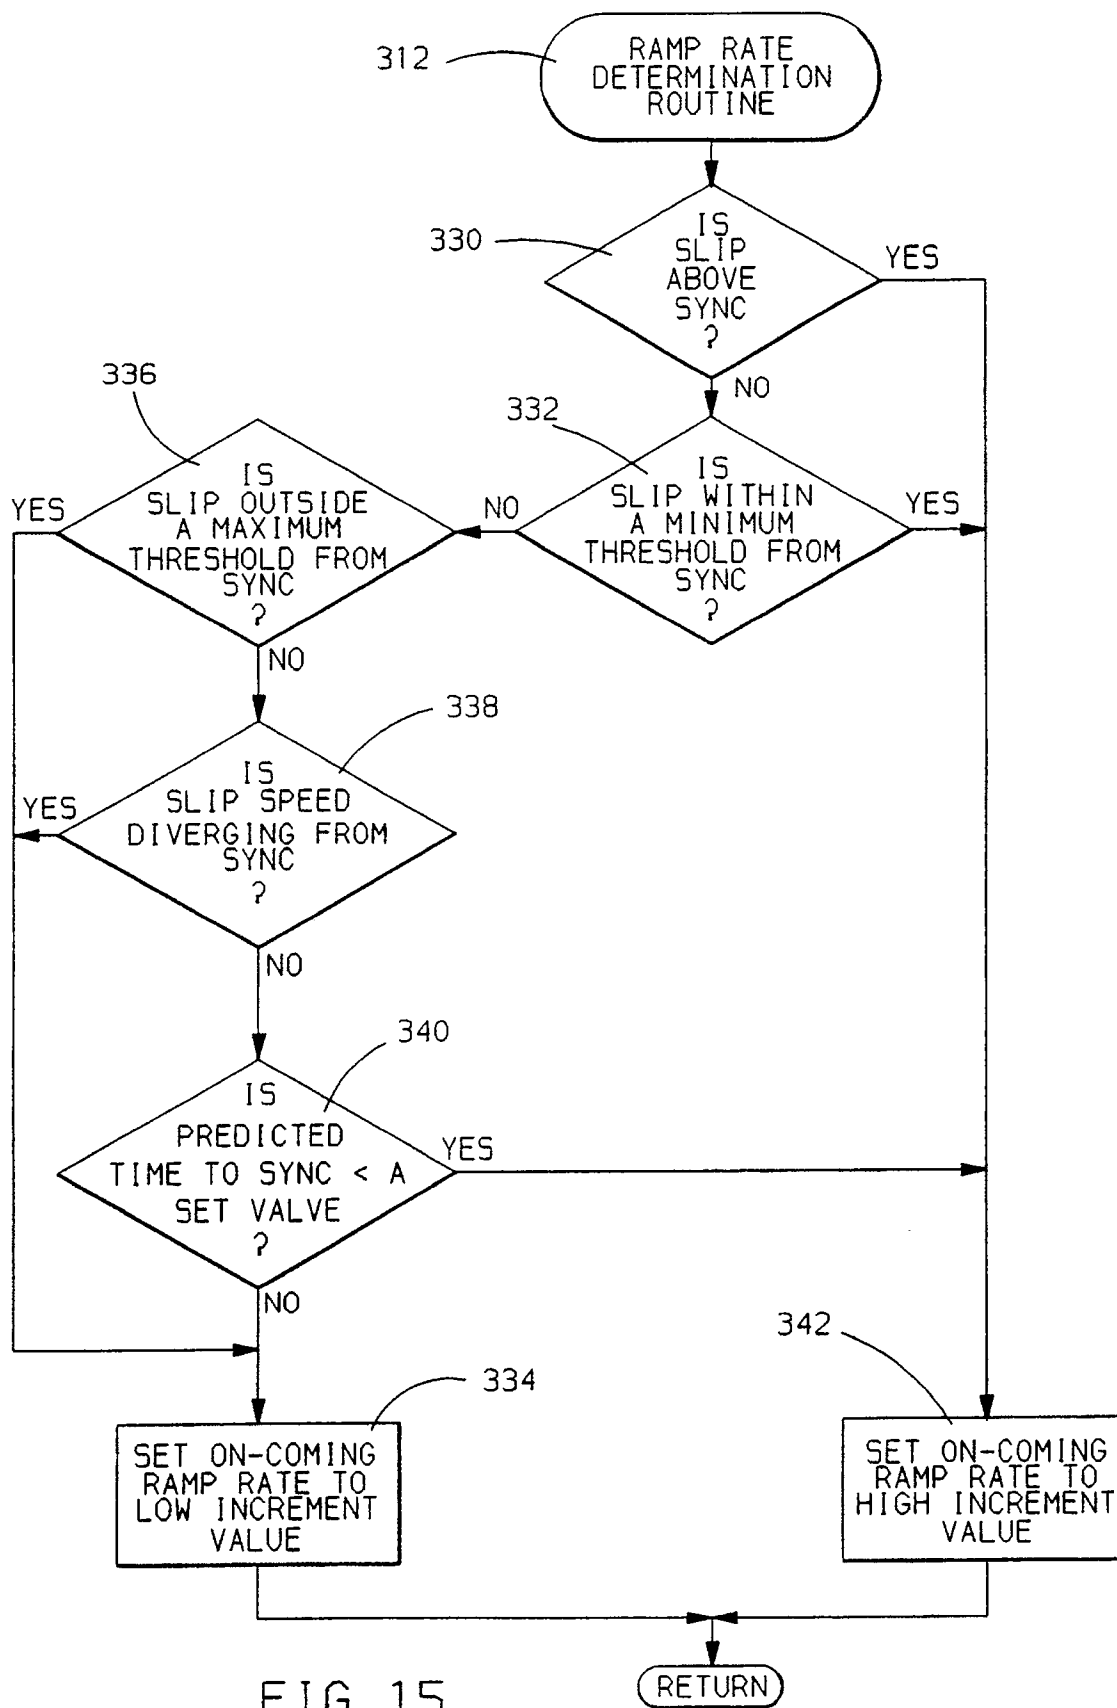 312
RAMP RATE
DETERMINATION
ROUTINE
330
IS
SLIP
ABOVE
SYNC
?
YES
NO
332
IS
SLIP WITHIN
A MINIMUM
THRESHOLD FROM
SYNC
?
YES
NO
336
IS
SLIP OUTSIDE
A MAXIMUM
THRESHOLD FROM
SYNC
?
YES
NO
338
IS
SLIP SPEED
DIVERGING FROM
SYNC
?
YES
NO
340
IS
PREDICTED
TIME TO SYNC < A
SET VALVE
?
YES
NO
334
SET ON-COMING
RAMP RATE TO
LOW INCREMENT
VALUE
342
SET ON-COMING
RAMP RATE TO
HIGH INCREMENT
VALUE
RETURN
FIG 15